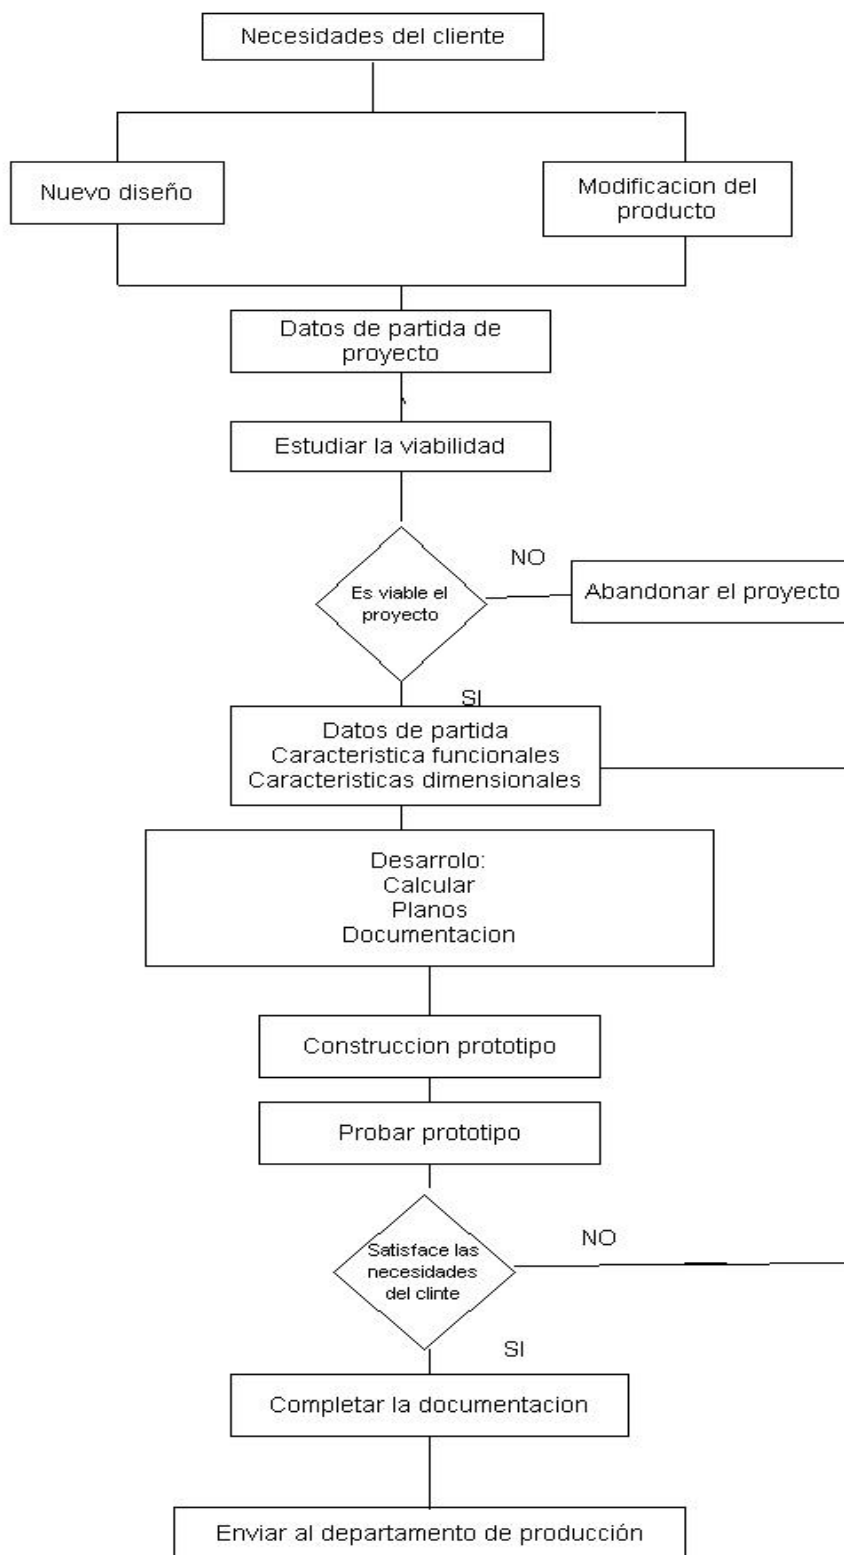 Necesidades del cliente
Nuevo diseño
Modificacion del
producto
Datos de partida de
proyecto
Estudiar la viabilidad
Es viable el
proyecto
NO
Abandonar el proyecto
SI
Datos de partida
Caracteristica funcionales
Caracteristicas dimensionales
Desarrolo:
Calcular
Planos
Documentacion
Construccion prototipo
Probar prototipo
Satisface las
necesidades
del clinte
NO
SI
Completar la documentacion
Enviar al departamento de producción